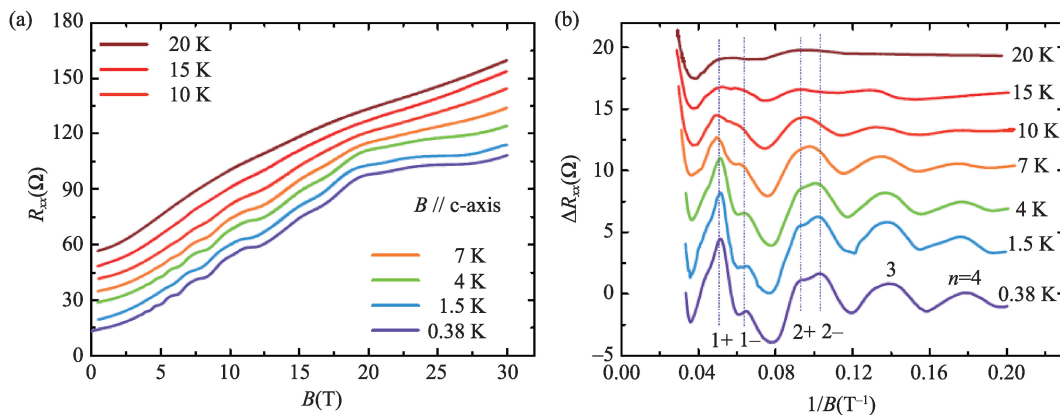 (a)
180
150
120
90
60
30
0
Rxx(Ω)
20 K
15 K
10 K
B // c-axis
7 K
4 K
1.5 K
0.38 K
0 5 10 15 20 25 30
B(T)
(b)
20
15
10
5
0
−5
ΔRxx(Ω)
20 K
15 K
10 K
7 K
4 K
1.5 K
0.38 K
3
n=4
1+ 1− 2+ 2−
0.00 0.04 0.08 0.12 0.16 0.20
1/B(T⁻¹)